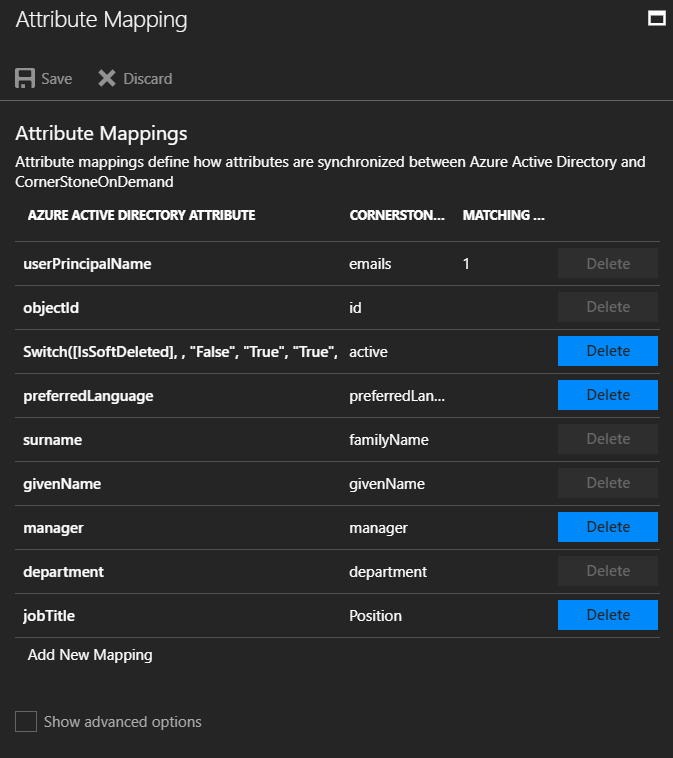 Attribute Mapping
Save Discard
Attribute Mappings
Attribute mappings define how attributes are synchronized between Azure Active Directory and
CornerStoneOnDemand
AZURE ACTIVE DIRECTORY ATTRIBUTE CORNERSTON... MATCHING ...
userPrincipalName emails 1 Delete
objectId id Delete
Switch([IsSoftDeleted], , "False", "True", "True", active Delete
preferredLanguage preferredLan... Delete
surname familyName Delete
givenName givenName Delete
manager manager Delete
department department Delete
jobTitle Position Delete
Add New Mapping
Show advanced options